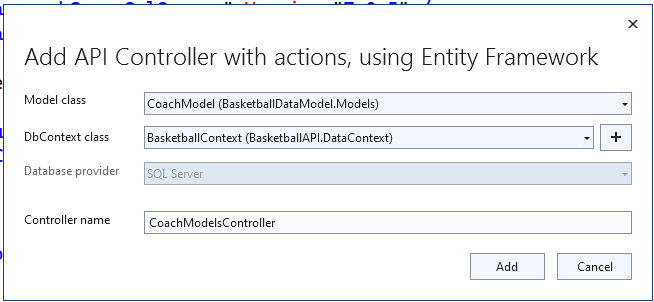 Add API Controller with actions, using Entity Framework
Model class
CoachModel (BasketballDataModel.Models)
DbContext class
BasketballContext (BasketballAPI.DataContext)
+
Database provider
SQL Server
Controller name
CoachModelsController
Add
Cancel